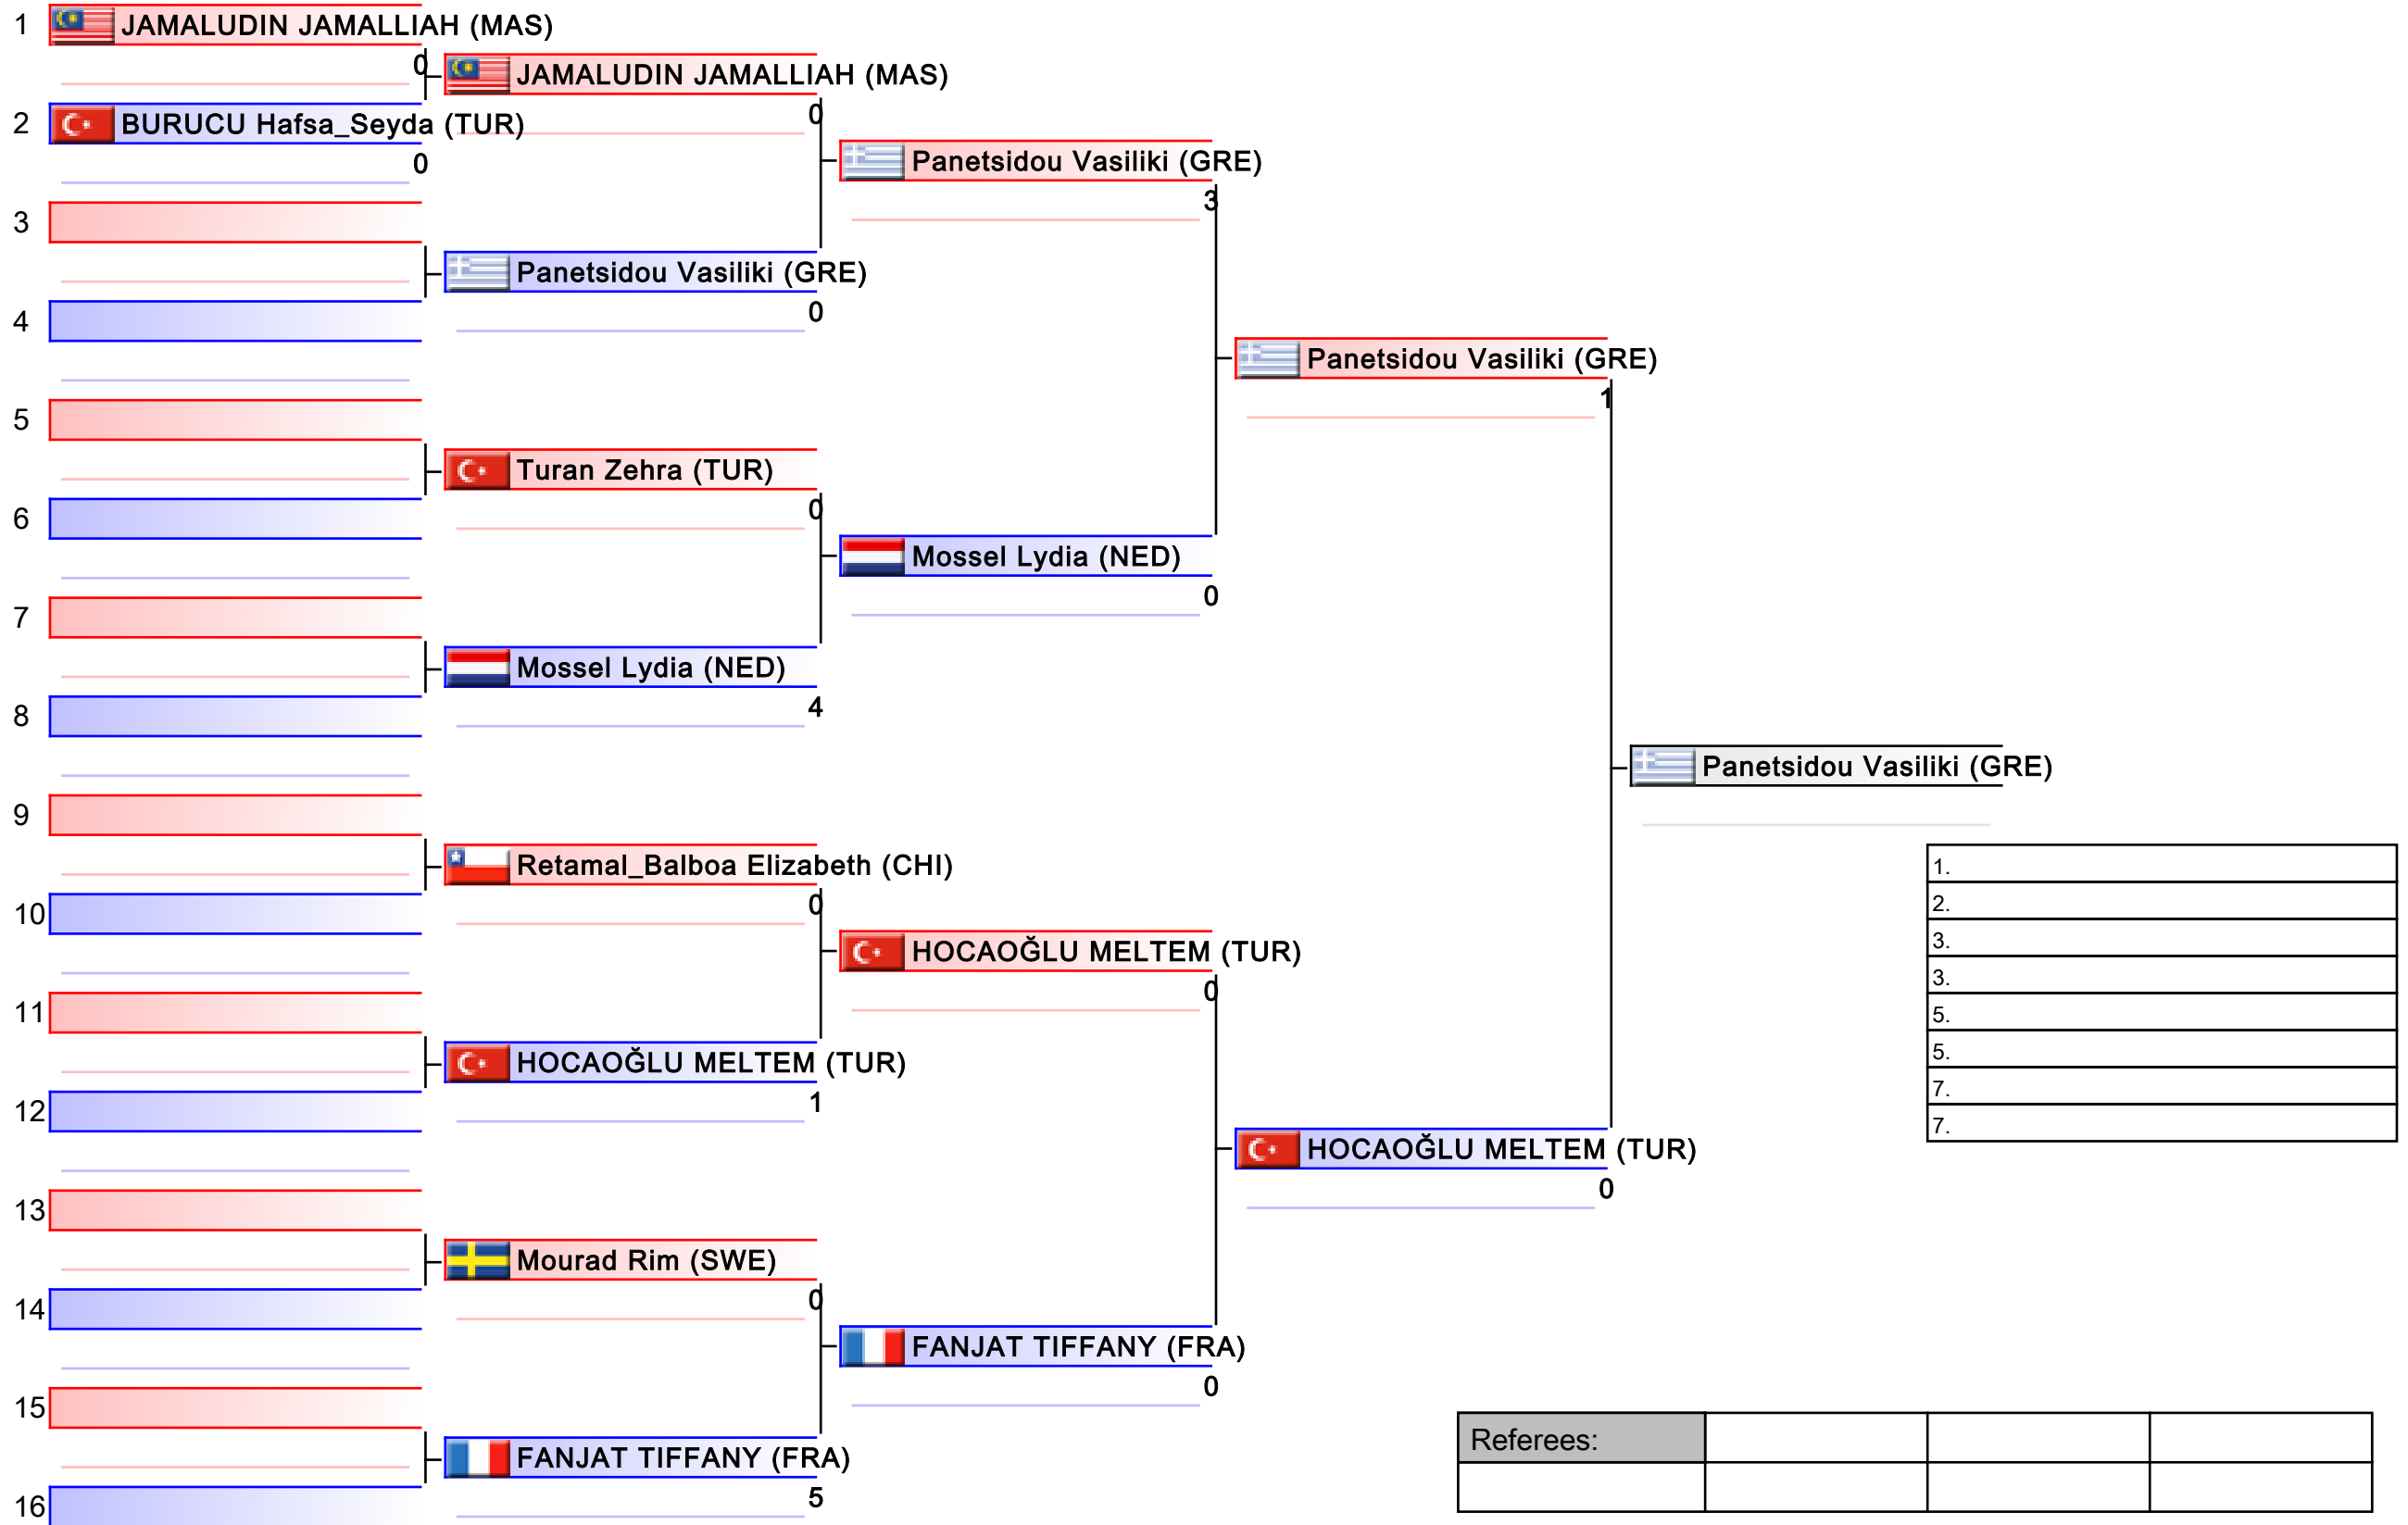 1 JAMALUDIN JAMALLIAH (MAS)
0
JAMALUDIN JAMALLIAH (MAS)
0
2 BURUCU Hafsa_Seyda (TUR)
0
Panetsidou Vasiliki (GRE)
3
3
Panetsidou Vasiliki (GRE)
0
4
Panetsidou Vasiliki (GRE)
1
5
Turan Zehra (TUR)
0
6
Mossel Lydia (NED)
0
7
Mossel Lydia (NED)
4
8
Panetsidou Vasiliki (GRE)
9
Retamal_Balboa Elizabeth (CHI)
0
10
HOCAOĞLU MELTEM (TUR)
0
11
HOCAOĞLU MELTEM (TUR)
1
12
HOCAOĞLU MELTEM (TUR)
0
13
Mourad Rim (SWE)
0
14
FANJAT TIFFANY (FRA)
0
15
FANJAT TIFFANY (FRA)
5
16
1.
2.
3.
3.
5.
5.
7.
7.
Referees: